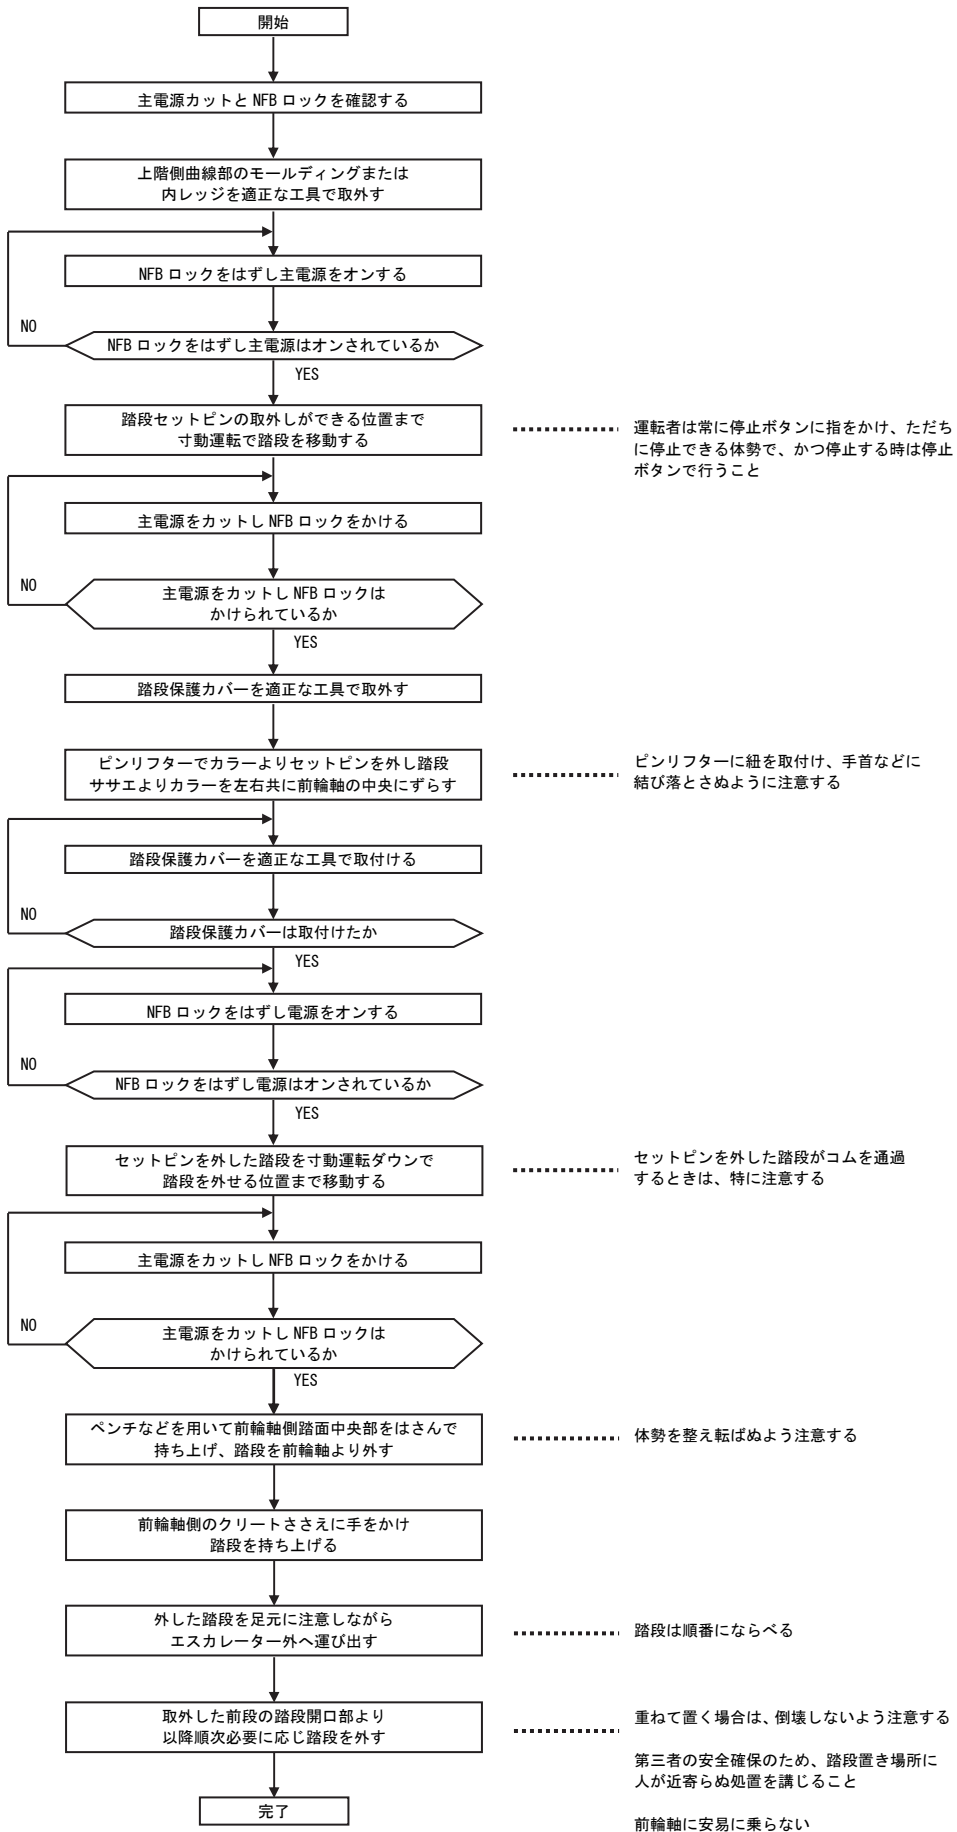 開始
主電源カットと NFB ロックを確認する
上階側曲線部のモールディングまたは
内レッジを適正な工具で取外す
NFB ロックをはずし主電源をオンする
NO
NFB ロックをはずし主電源はオンされているか
YES
踏段セットピンの取外しができる位置まで
寸動運転で踏段を移動する
運転者は常に停止ボタンに指をかけ、ただち
に停止できる体勢で、かつ停止する時は停止
ボタンで行うこと
主電源をカットし NFB ロックをかける
NO
主電源をカットし NFB ロックは
かけられているか
YES
踏段保護カバーを適正な工具で取外す
ピンリフターでカラーよりセットピンを外し踏段
ササエよりカラーを左右共に前輪軸の中央にずらす
ピンリフターに紐を取付け、手首などに
結び落とさぬように注意する
踏段保護カバーを適正な工具で取付ける
NO
踏段保護カバーは取付けたか
YES
NFB ロックをはずし電源をオンする
NO
NFB ロックをはずし電源はオンされているか
YES
セットピンを外した踏段を寸動運転ダウンで
踏段を外せる位置まで移動する
セットピンを外した踏段がコムを通過
するときは、特に注意する
主電源をカットし NFB ロックをかける
NO
主電源をカットし NFB ロックは
かけられているか
YES
ペンチなどを用いて前輪軸側踏面中央部をはさんで
持ち上げ、踏段を前輪軸より外す
体勢を整え転ばぬよう注意する
前輪軸側のクリートささえに手をかけ
踏段を持ち上げる
外した踏段を足元に注意しながら
エスカレーター外へ運び出す
踏段は順番にならべる
取外した前段の踏段開口部より
以降順次必要に応じ踏段を外す
重ねて置く場合は、倒壊しないよう注意する
第三者の安全確保のため、踏段置き場所に
人が近寄らぬ処置を講じること
前輪軸に安易に乗らない
完了